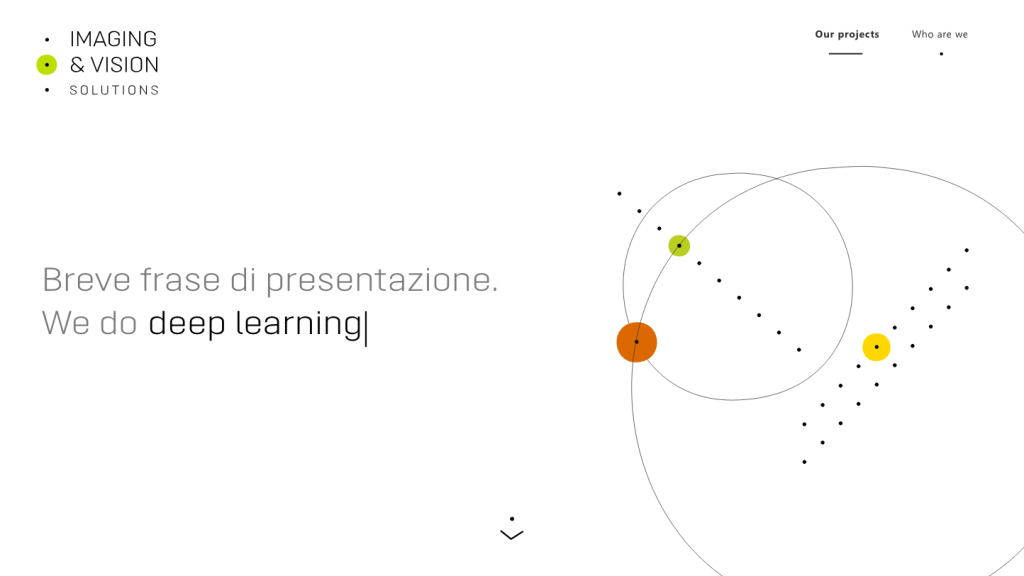 IMAGING
& VISION
SOLUTIONS
Our projects
Who are we
Breve frase di presentazione.
We do deep learning|